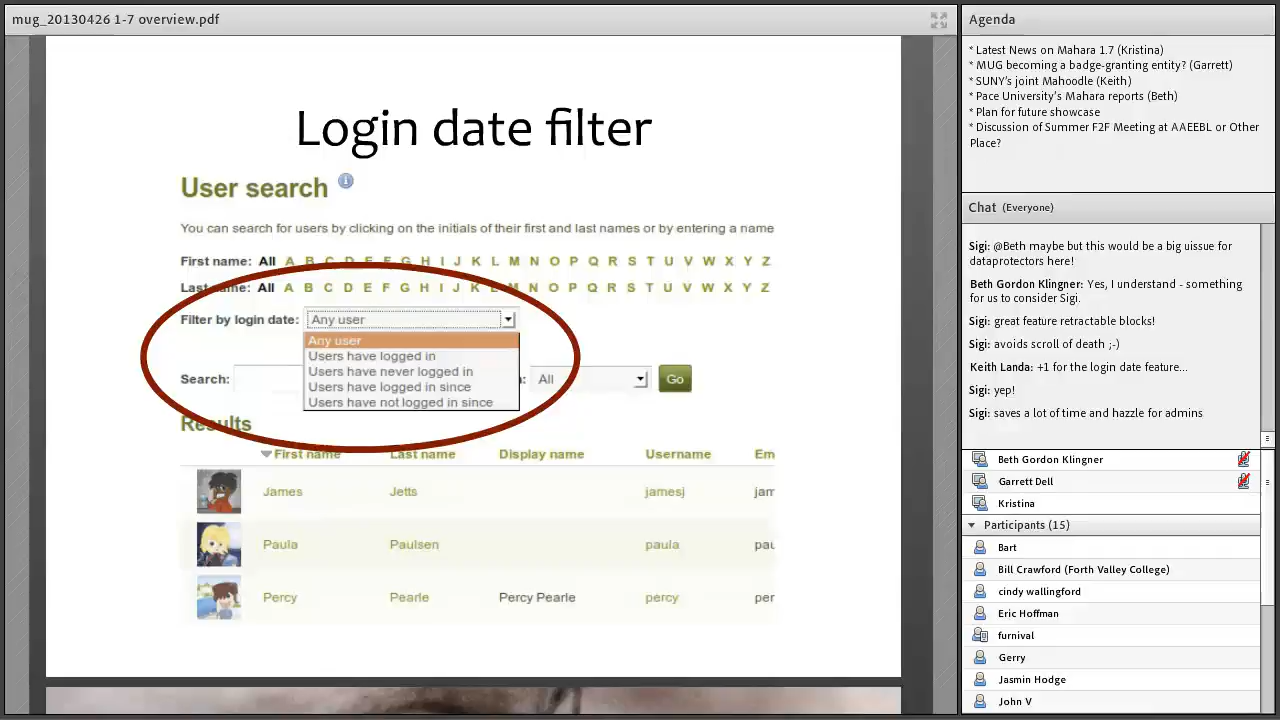 mug_20130426 1-7 overview.pdf
Login date filter
User search
You can search for users by clicking on the initials of their first and last names or by entering a name
First name: All A B C D E F G H I J K L M N O P Q R S T U V W X Y Z
Last name: All A B C D E F G H I J K L M N O P Q R S T U V W X Y Z
Filter by login date: Any user
Any user
Users have logged in
Users have never logged in
Users have logged in since
Users have not logged in since
Search: All Go
Results
First name Last name Display name Username Em
James Jetts jamesj jam
Paula Paulsen paula pau
Percy Pearle Percy Pearle percy per
Agenda
* Latest News on Mahara 1.7 (Kristina)
* MUG becoming a badge-granting entity? (Garrett)
* SUNY's joint Mahoodle (Keith)
* Pace University's Mahara reports (Beth)
* Plan for future showcase
* Discussion of Summer F2F Meeting at AAEEBL or Other
Place?
Chat (Everyone)
Sigi: @Beth maybe but this would be a big uissue for
dataprotectors here!
Beth Gordon Klingner: Yes, I understand - something
for us to consider Sigi.
Sigi: great feature retractable blocks!
Sigi: avoids scroll of death ;-)
Keith Landa: +1 for the login date feature...
Sigi: yep!
Sigi: saves a lot of time and hazzle for admins
Beth Gordon Klingner
Garrett Dell
Kristina
Participants (15)
Bart
Bill Crawford (Forth Valley College)
cindy wallingford
Eric Hoffman
furnival
Gerry
Jasmin Hodge
John V